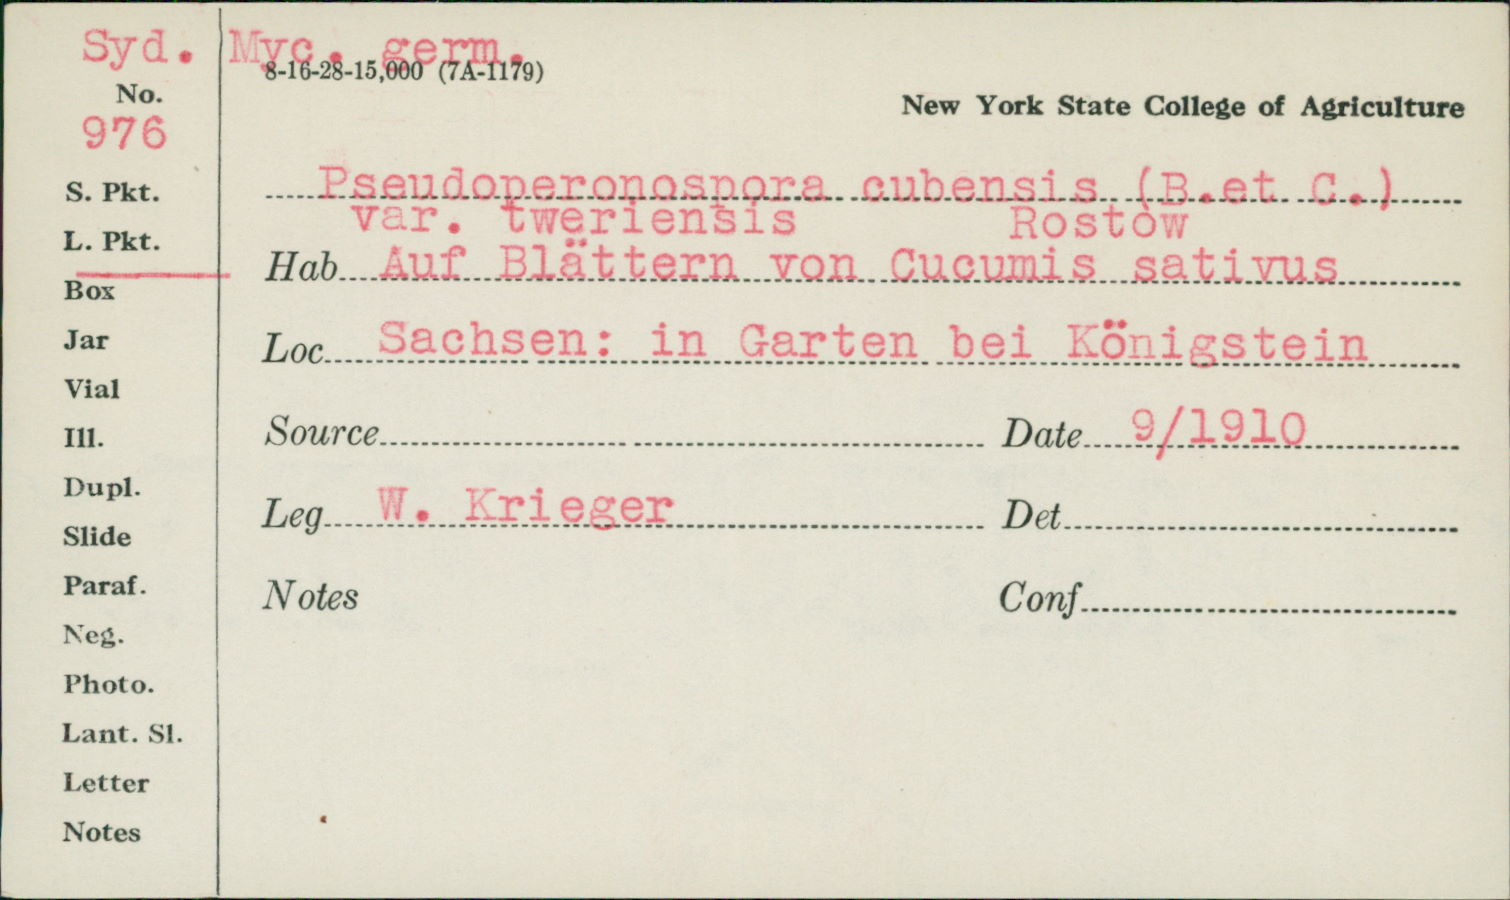 Syd. Myc. germ.
8-16-28-15,000 (7A-1179)
No.
976
New York State College of Agriculture
S. Pkt.
Pseudoperonospora cubensis (B.et C.)
var. tweriensis Rostow
L. Pkt.
Hab. Auf Blättern von Cucumis sativus
Box
Jar
Loc. Sachsen: in Garten bei Königstein
Vial
Ill.
Source Date 9/1910
Dupl.
Leg. W. Krieger Det.
Slide
Paraf.
Notes Conf.
Neg.
Photo.
Lant. Sl.
Letter
Notes